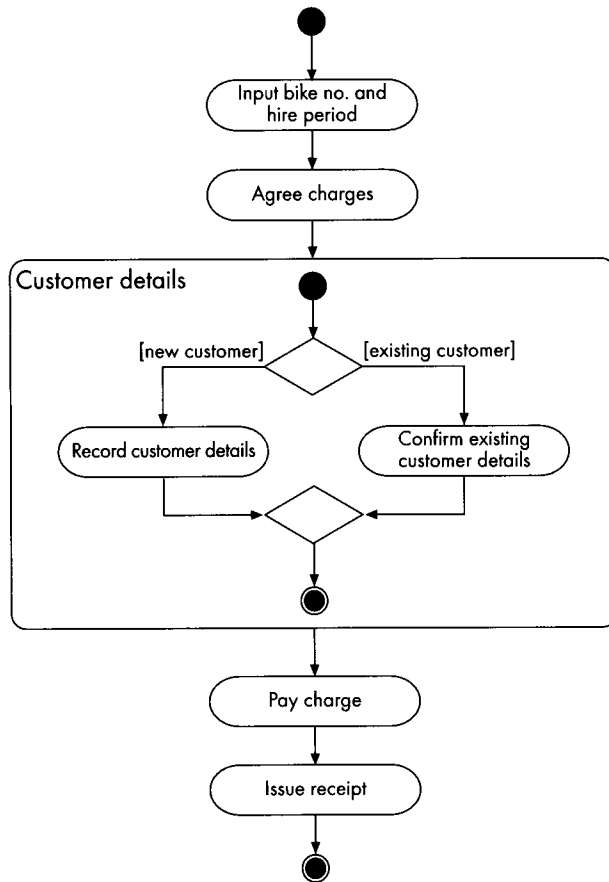 Input bike no. and
hire period
Agree charges
Customer details
[new customer]
[existing customer]
Record customer details
Confirm existing
customer details
Pay charge
Issue receipt